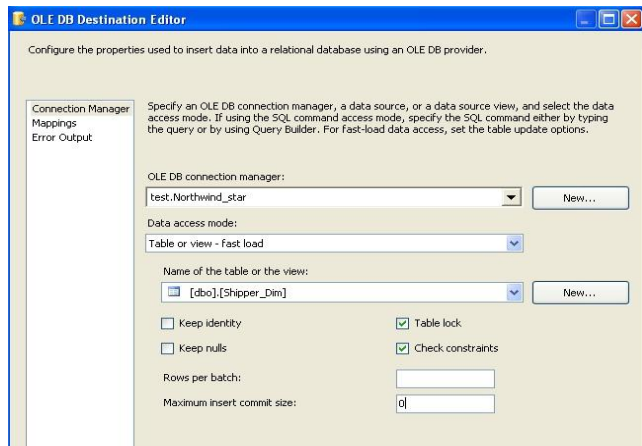 OLE DB Destination Editor
Configure the properties used to insert data into a relational database using an OLE DB provider.
Connection Manager
Mappings
Error Output
Specify an OLE DB connection manager, a data source, or a data source view, and select the data
access mode. If using the SQL command access mode, specify the SQL command either by typing
the query or by using Query Builder. For fast-load data access, set the table update options.
OLE DB connection manager:
test.Northwind_star
New...
Data access mode:
Table or view - fast load
Name of the table or the view:
[dbo].[Shipper_Dim]
New...
Keep identity
Table lock
Keep nulls
Check constraints
Rows per batch:
Maximum insert commit size:
0